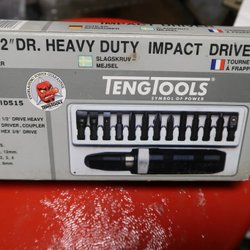 2" DR. HEAVY DUTY IMPACT DRIVE
SLAGSKRUV
MEJSEL
TOURNE
A FRAPP
TENGTOOLS
SYMBOL OF POWER
ID515
1/2" DRIVE HEAVY
DRIVER, COUPLER
HEX 3/8" DRIVE